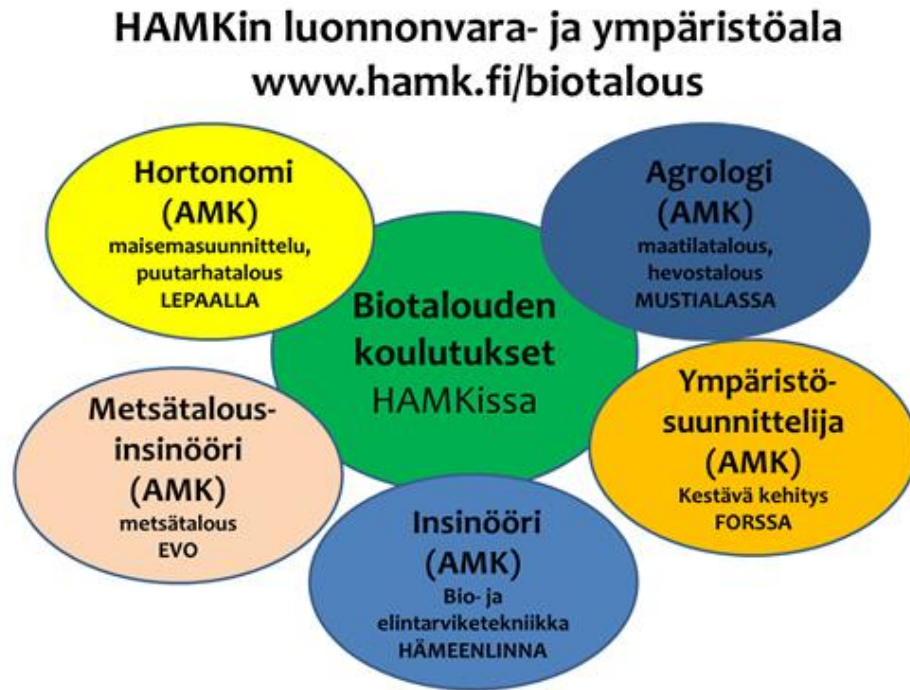 HAMKin luonnonvara- ja ympäristöala
www.hamk.fi/biotalous
Hortonomi
(AMK)
maisemasuunnittelu,
puutarhatalous
LEPAALLA
Agrologi
(AMK)
maatilatalous,
hevostalous
MUSTIALASSA
Biotalouden
koulutukset
HAMKissa
Metsätalous-
insinööri
(AMK)
metsätalous
EVO
Ympäristö-
suunnittelija
(AMK)
Kestävä kehitys
FORSSA
Insinööri
(AMK)
Bio- ja
elintarviketekniikka
HÄMEENLINNA